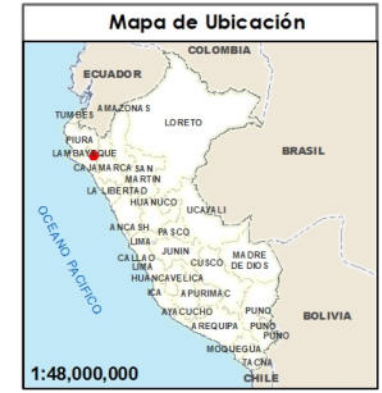 Mapa de Ubicación
COLOMBIA
ECUADOR
AMAZONAS
TUMBES
LORETO
PIURA
LAMBAYEQUE
BRASIL
CAJAMARCA
SAN MARTIN
LA LIBERTAD
HUANUCO
UCAYALI
ANCASH
PASCO
LIMA
JUNIN
MADRE DE DIOS
CALLAO
LIMA
CUSCO
HUANCAVELICA
ICA
APURIMAC
OCEANO PACIFICO
AYACUCHO
PUNO
BOLIVIA
AREQUIPA
PUNO
PUNO
MOQUEGUA
TACNA
1:48,000,000
CHILE